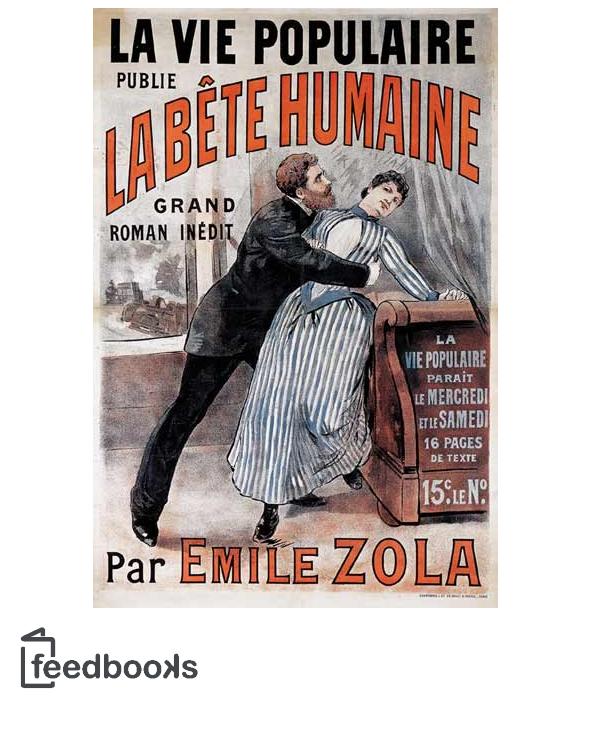 LA VIE POPULAIRE
PUBLIE
LA BÊTE HUMAINE
GRAND
ROMAN INÉDIT
LA
VIE POPULAIRE
PARAÎT
LE MERCREDI
ET LE SAMEDI
16 PAGES
DE TEXTE
15c. LE No.
Par EMILE ZOLA
feedbooks